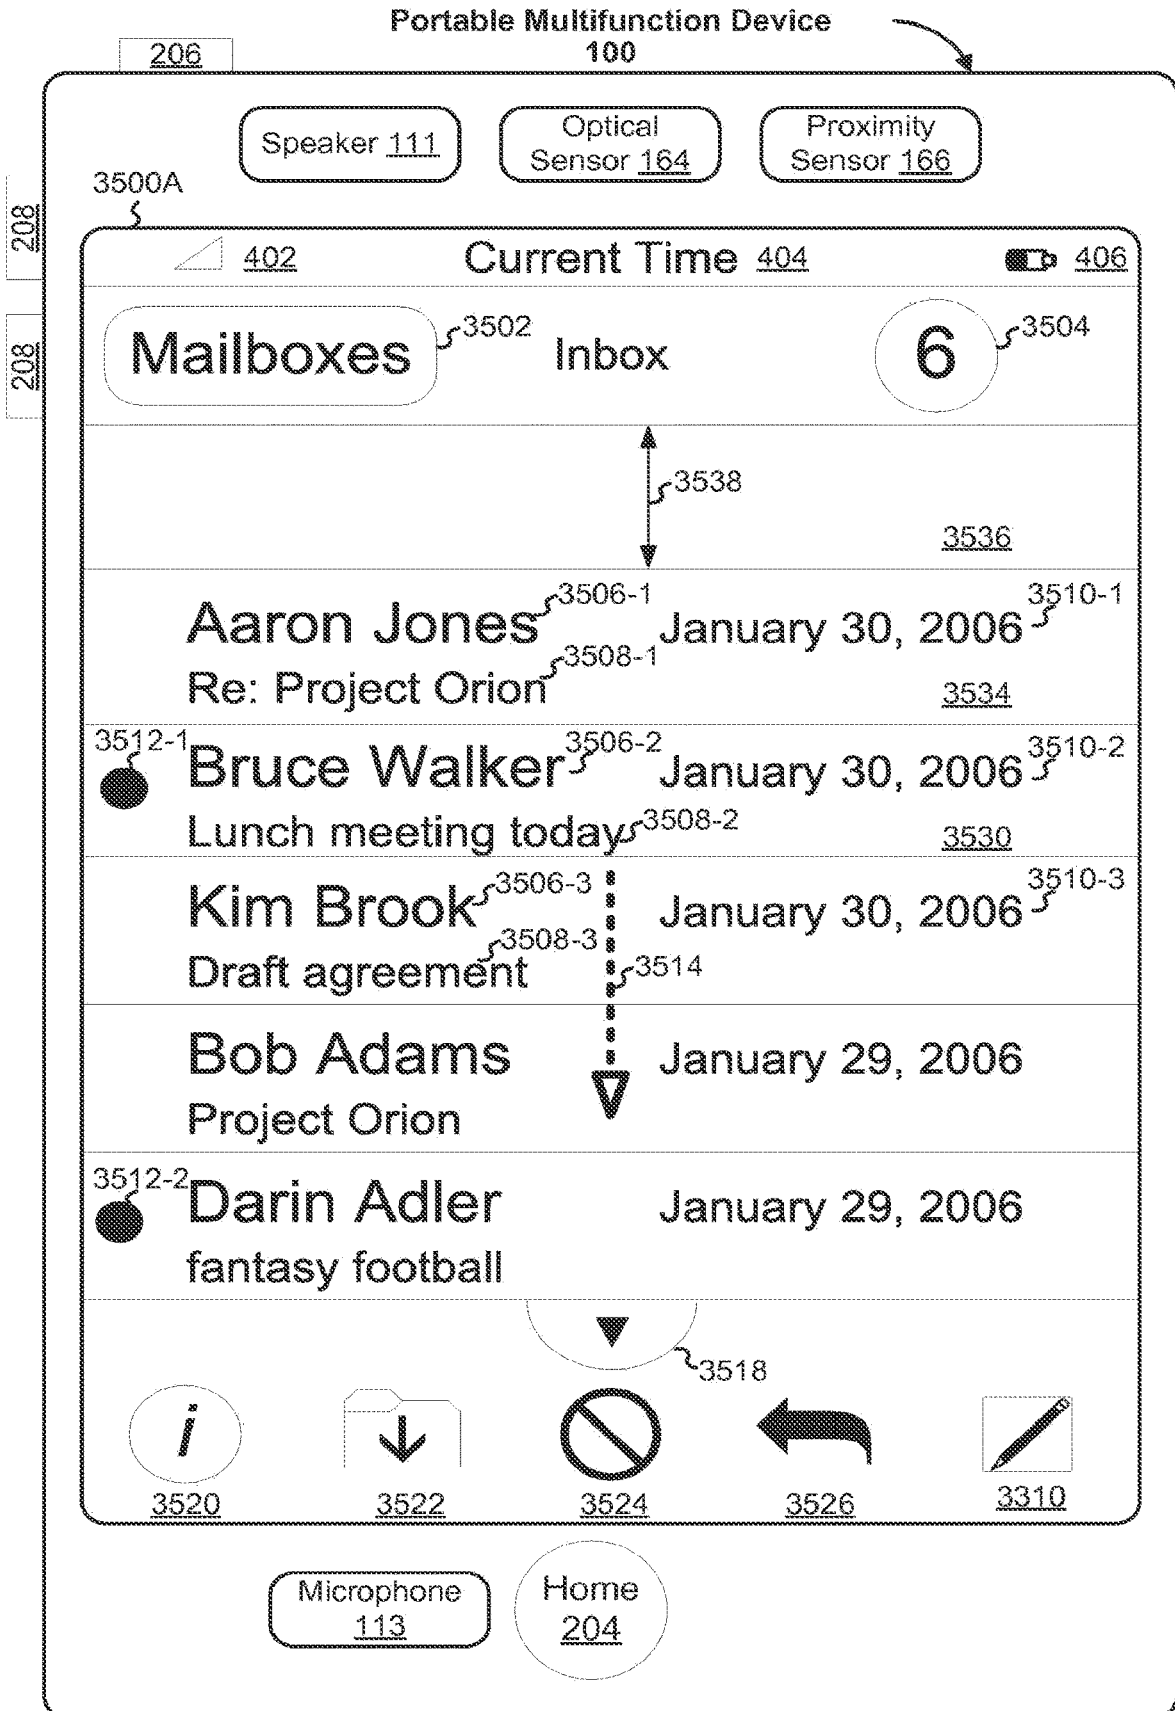 Portable Multifunction Device
100
206
Speaker 111
Optical
Sensor 164
Proximity
Sensor 166
3500A
208
208
402
Current Time 404
406
Mailboxes
3502
Inbox
6
3504
3538
3536
Aaron Jones
3506-1
January 30, 2006
3510-1
Re: Project Orion
3508-1
3534
3512-1
Bruce Walker
3506-2
January 30, 2006
3510-2
Lunch meeting today
3508-2
3530
Kim Brook
3506-3
January 30, 2006
3510-3
Draft agreement
3508-3
3514
Bob Adams
January 29, 2006
Project Orion
3512-2
Darin Adler
January 29, 2006
fantasy football
3518
i
3520
3522
3524
3526
3310
Microphone
113
Home
204